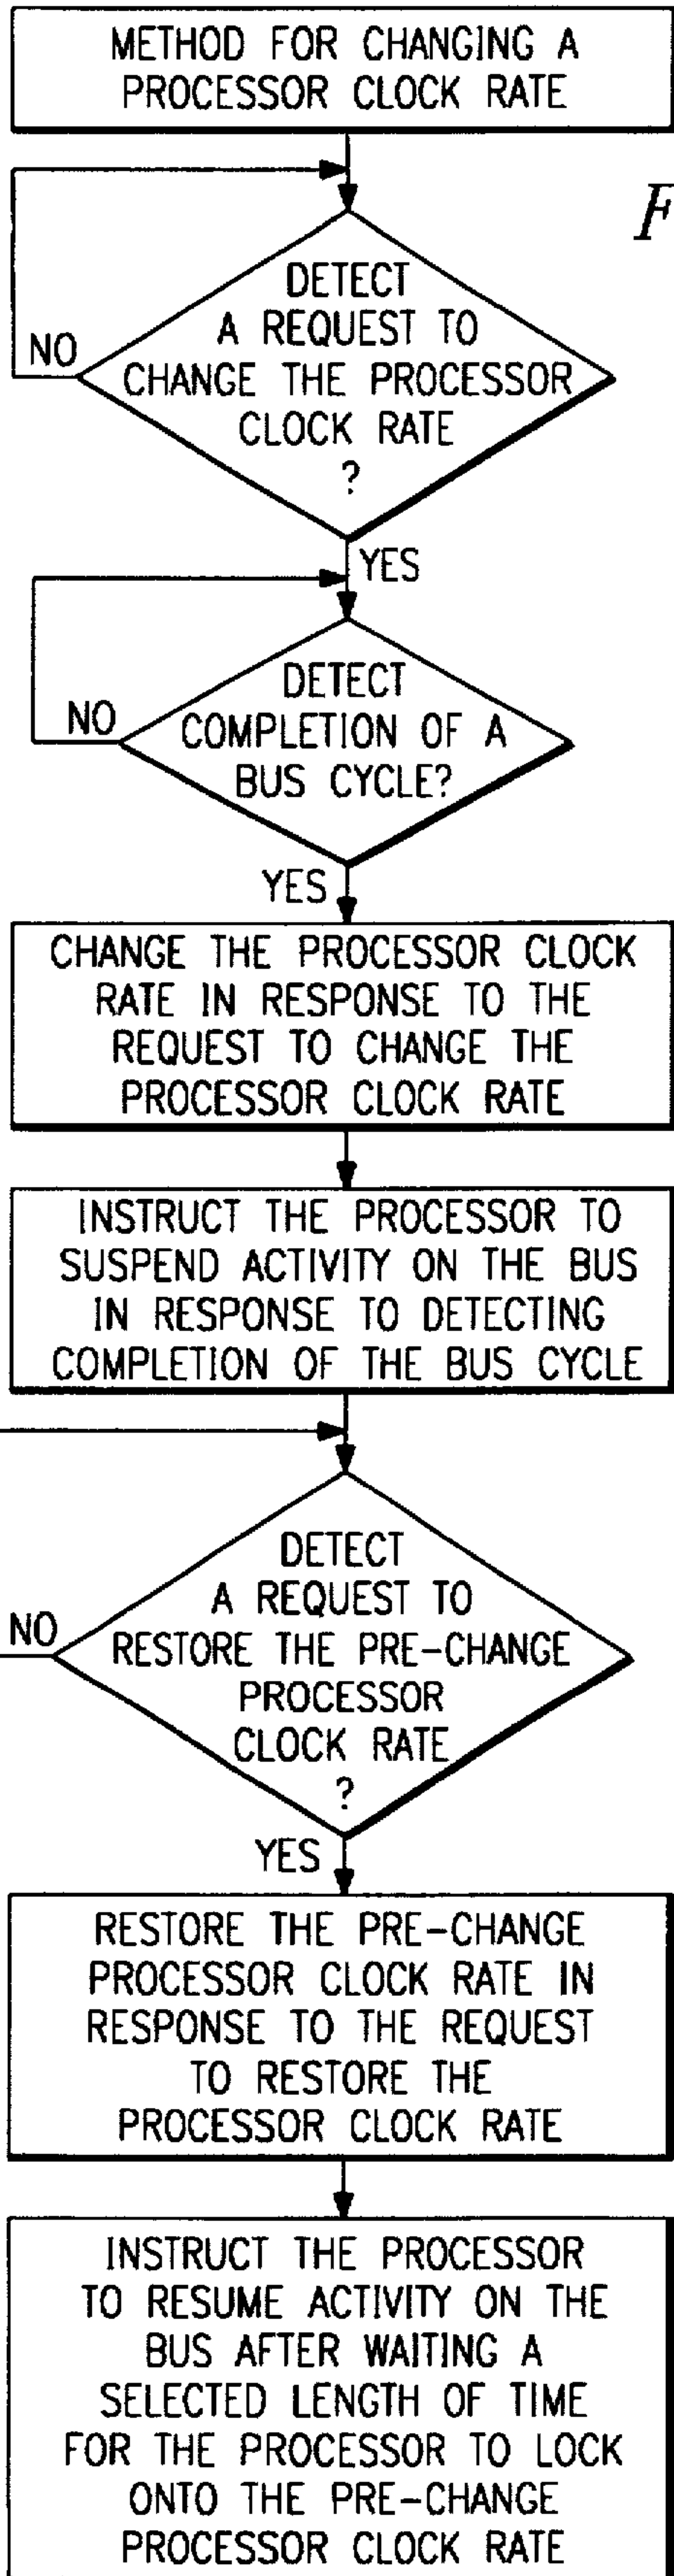 METHOD FOR CHANGING A
PROCESSOR CLOCK RATE
F
DETECT
A REQUEST TO
CHANGE THE PROCESSOR
CLOCK RATE
?
NO
YES
DETECT
COMPLETION OF A
BUS CYCLE?
NO
YES
CHANGE THE PROCESSOR CLOCK
RATE IN RESPONSE TO THE
REQUEST TO CHANGE THE
PROCESSOR CLOCK RATE
INSTRUCT THE PROCESSOR TO
SUSPEND ACTIVITY ON THE BUS
IN RESPONSE TO DETECTING
COMPLETION OF THE BUS CYCLE
DETECT
A REQUEST TO
RESTORE THE PRE-CHANGE
PROCESSOR
CLOCK RATE
?
NO
YES
RESTORE THE PRE-CHANGE
PROCESSOR CLOCK RATE IN
RESPONSE TO THE REQUEST
TO RESTORE THE
PROCESSOR CLOCK RATE
INSTRUCT THE PROCESSOR
TO RESUME ACTIVITY ON THE
BUS AFTER WAITING A
SELECTED LENGTH OF TIME
FOR THE PROCESSOR TO LOCK
ONTO THE PRE-CHANGE
PROCESSOR CLOCK RATE